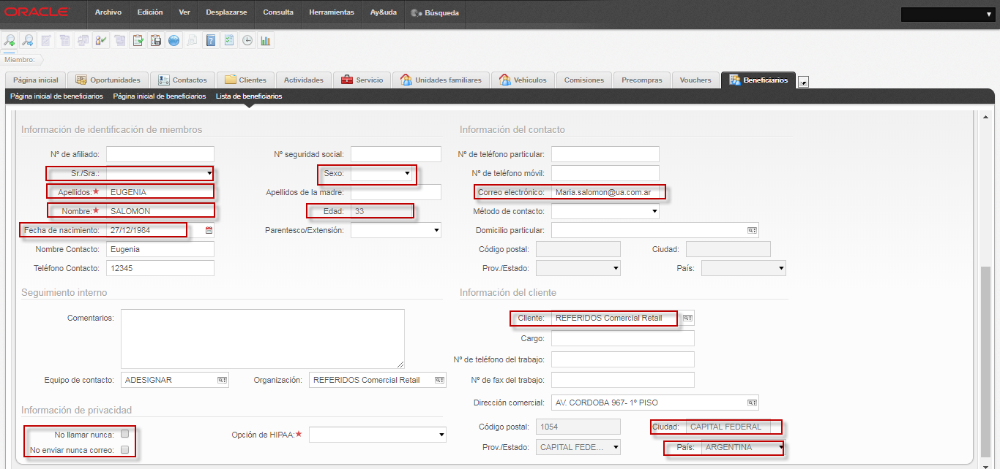 ORACLE
Archivo Edición Ver Desplazarse Consulta Herramientas Ay&uda Búsqueda
Miembro:
Página inicial Oportunidades Contactos Clientes Actividades Servicio Unidades familiares Vehículos Comisiones Precompras Vouchers Beneficiarios
Página inicial de beneficiarios Página inicial de beneficiarios Lista de beneficiarios
Información de identificación de miembros Información del contacto
Nº de afiliado: Nº seguridad social: Nº de teléfono particular:
Sr./Sra.: Sexo: Nº de teléfono móvil:
Apellidos:★ EUGENIA Apellidos de la madre: Correo electrónico: Maria.salomon@ua.com.ar
Nombre:★ SALOMON Edad: 33 Método de contacto:
Fecha de nacimiento: 27/12/1984 Parentesco/Extensión: Domicilio particular:
Nombre Contacto: Eugenia Código postal: Ciudad:
Teléfono Contacto: 12345 Prov./Estado: País:
Seguimiento interno Información del cliente
Comentarios: Cliente: REFERIDOS Comercial Retail
Cargo:
Nº de teléfono del trabajo:
Equipo de contacto: ADESIGNAR Organización: REFERIDOS Comercial Retail Nº de fax del trabajo:
Dirección comercial: AV. CORDOBA 967- 1º PISO
Información de privacidad
Código postal: 1054 Ciudad: CAPITAL FEDERAL
No llamar nunca: Opción de HIPAA:★
No enviar nunca correo: Prov./Estado: CAPITAL FEDE... País: ARGENTINA